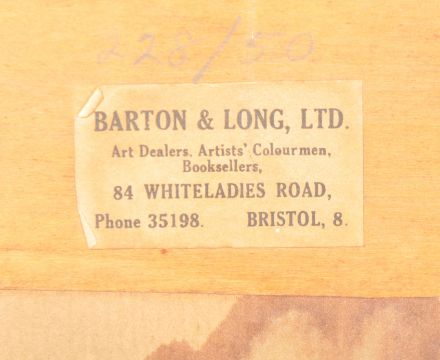 228/50
BARTON & LONG, LTD.
Art Dealers, Artists' Colourmen,
Booksellers,
84 WHITELADIES ROAD,
Phone 35198. BRISTOL, 8.